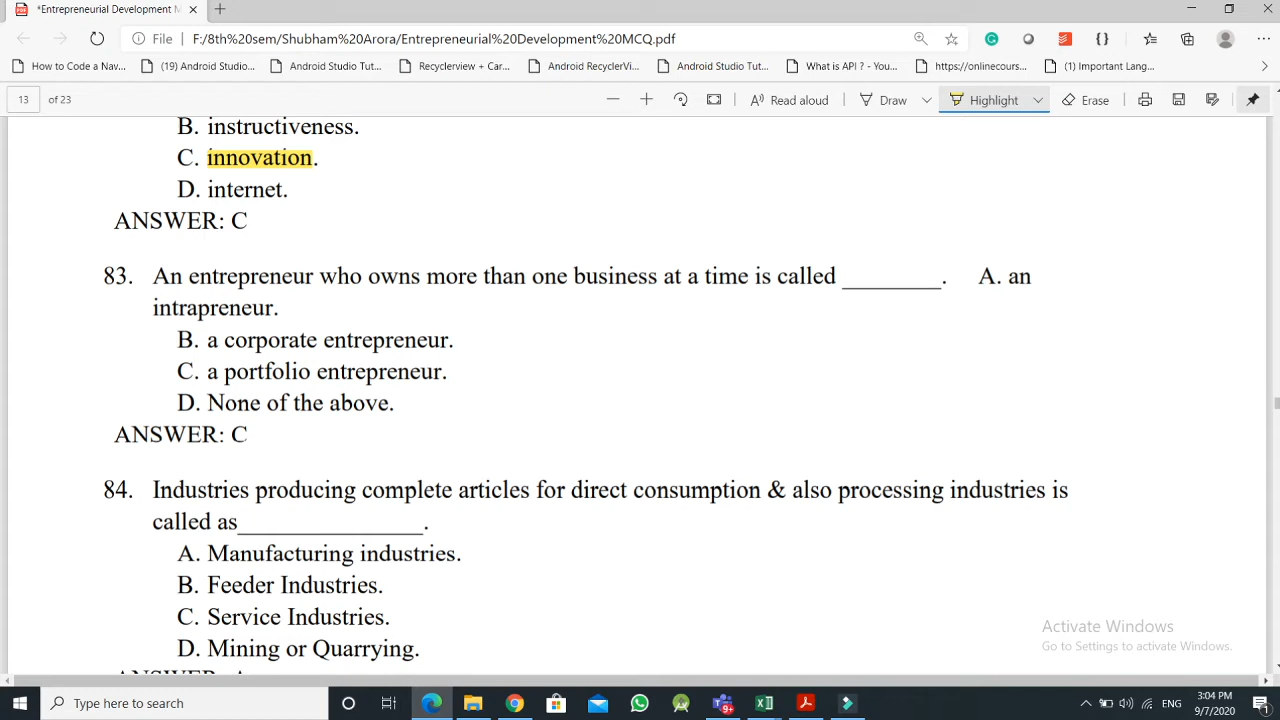 *Entrepreneurial Development M
File | F:/8th%20sem/Shubham%20Arora/Entrepreneurial%20Development%20MCQ.pdf
How to Code a Nav... (19) Android Studio... Android Studio Tut... Recyclerview + Car... Android RecyclerVi... Android Studio Tut... What is API ? - You... https://onlinecours... (1) Important Lang...
13 of 23 Read aloud Draw Highlight Erase
B. instructiveness.
C. innovation.
D. internet.
ANSWER: C
83. An entrepreneur who owns more than one business at a time is called ________. A. an
intrapreneur.
B. a corporate entrepreneur.
C. a portfolio entrepreneur.
D. None of the above.
ANSWER: C
84. Industries producing complete articles for direct consumption & also processing industries is
called as_______________.
A. Manufacturing industries.
B. Feeder Industries.
C. Service Industries.
D. Mining or Quarrying.
Activate Windows
Go to Settings to activate Windows.
Type here to search
9+
ENG
3:04 PM
9/7/2020
1